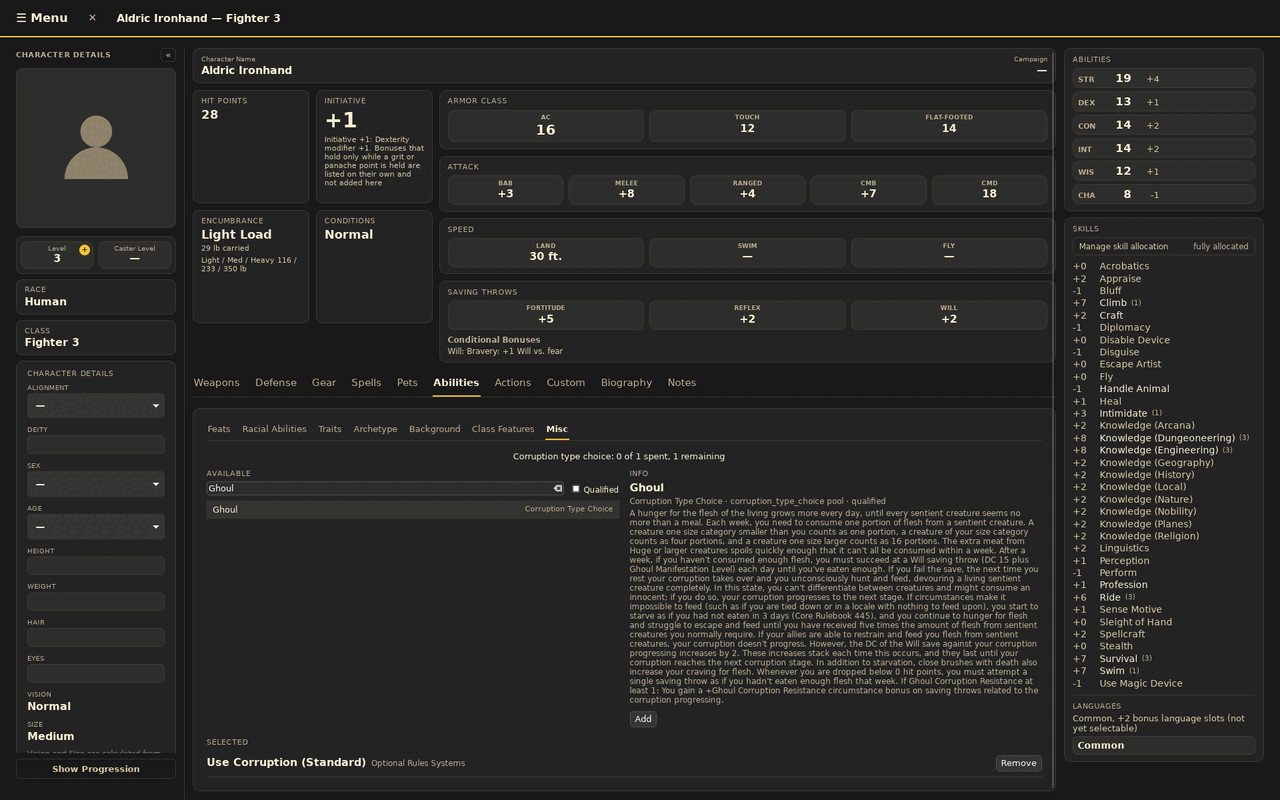 ☰ Menu × Aldric Ironhand — Fighter 3
CHARACTER DETAILS «
Level
3
+
Caster Level
—
RACE
Human
CLASS
Fighter 3
CHARACTER DETAILS
ALIGNMENT
—
DEITY
SEX
—
AGE
—
HEIGHT
WEIGHT
HAIR
EYES
VISION
Normal
SIZE
Medium
Vision and Size are calculated from
Show Progression
Character Name
Aldric Ironhand
Campaign
—
HIT POINTS
28
INITIATIVE
+1
Initiative +1: Dexterity
modifier +1. Bonuses that
hold only while a grit or
panache point is held are
listed on their own and
not added here
ENCUMBRANCE
Light Load
29 lb carried
Light / Med / Heavy 116 /
233 / 350 lb
CONDITIONS
Normal
ARMOR CLASS
AC
16
TOUCH
12
FLAT-FOOTED
14
ATTACK
BAB
+3
MELEE
+8
RANGED
+4
CMB
+7
CMD
18
SPEED
LAND
30 ft.
SWIM
—
FLY
—
SAVING THROWS
FORTITUDE
+5
REFLEX
+2
WILL
+2
Conditional Bonuses
Will: Bravery: +1 Will vs. fear
Weapons Defense Gear Spells Pets Abilities Actions Custom Biography Notes
Feats Racial Abilities Traits Archetype Background Class Features Misc
Corruption type choice: 0 of 1 spent, 1 remaining
AVAILABLE
Ghoul
Qualified
Ghoul Corruption Type Choice
INFO
Ghoul
Corruption Type Choice · corruption_type_choice pool · qualified
A hunger for the flesh of the living grows more every day, until every sentient creature seems no
more than a meal. Each week, you need to consume one portion of flesh from a sentient creature. A
creature one size category smaller than you counts as one portion, a creature of your size category
counts as four portions, and a creature one size larger counts as 16 portions. The extra meat from
Huge or larger creatures spoils quickly enough that it can't all be consumed within a week. After a
week, if you haven't consumed enough flesh, you must succeed at a Will saving throw (DC 15 plus
Ghoul Manifestation Level) each day until you've eaten enough. If you fail the save, the next time you
rest your corruption takes over and you unconsciously hunt and feed, devouring a living sentient
creature completely. In this state, you can't differentiate between creatures and might consume an
innocent; if you do so, your corruption progresses to the next stage. If circumstances make it
impossible to feed (such as if you are tied down or in a locale with nothing to feed upon), you start to
starve as if you had not eaten in 3 days (Core Rulebook 445), and you continue to hunger for flesh
and struggle to escape and feed until you have received five times the amount of flesh from sentient
creatures you normally require. If your allies are able to restrain and feed you flesh from sentient
creatures, your corruption doesn't progress. However, the DC of the Will save against your corruption
progressing increases by 2. These increases stack each time this occurs, and they last until your
corruption reaches the next corruption stage. In addition to starvation, close brushes with death also
increase your craving for flesh. Whenever you are dropped below 0 hit points, you must attempt a
single saving throw as if you hadn't eaten enough flesh that week. If Ghoul Corruption Resistance at
least 1: You gain a +Ghoul Corruption Resistance circumstance bonus on saving throws related to the
corruption progressing.
Add
SELECTED
Use Corruption (Standard) Optional Rules Systems
Remove
ABILITIES
STR 19 +4
DEX 13 +1
CON 14 +2
INT 14 +2
WIS 12 +1
CHA 8 -1
SKILLS
Manage skill allocation fully allocated
+0 Acrobatics
+2 Appraise
-1 Bluff
+7 Climb (1)
+2 Craft
-1 Diplomacy
+0 Disable Device
-1 Disguise
+0 Escape Artist
+0 Fly
-1 Handle Animal
+1 Heal
+3 Intimidate (1)
+2 Knowledge (Arcana)
+8 Knowledge (Dungeoneering) (3)
+8 Knowledge (Engineering) (3)
+2 Knowledge (Geography)
+2 Knowledge (History)
+2 Knowledge (Local)
+2 Knowledge (Nature)
+2 Knowledge (Nobility)
+2 Knowledge (Planes)
+2 Knowledge (Religion)
+2 Linguistics
+1 Perception
-1 Perform
+1 Profession
+6 Ride (3)
+1 Sense Motive
+0 Sleight of Hand
+2 Spellcraft
+0 Stealth
+7 Survival (3)
+7 Swim (1)
-1 Use Magic Device
LANGUAGES
Common, +2 bonus language slots (not
yet selectable)
Common